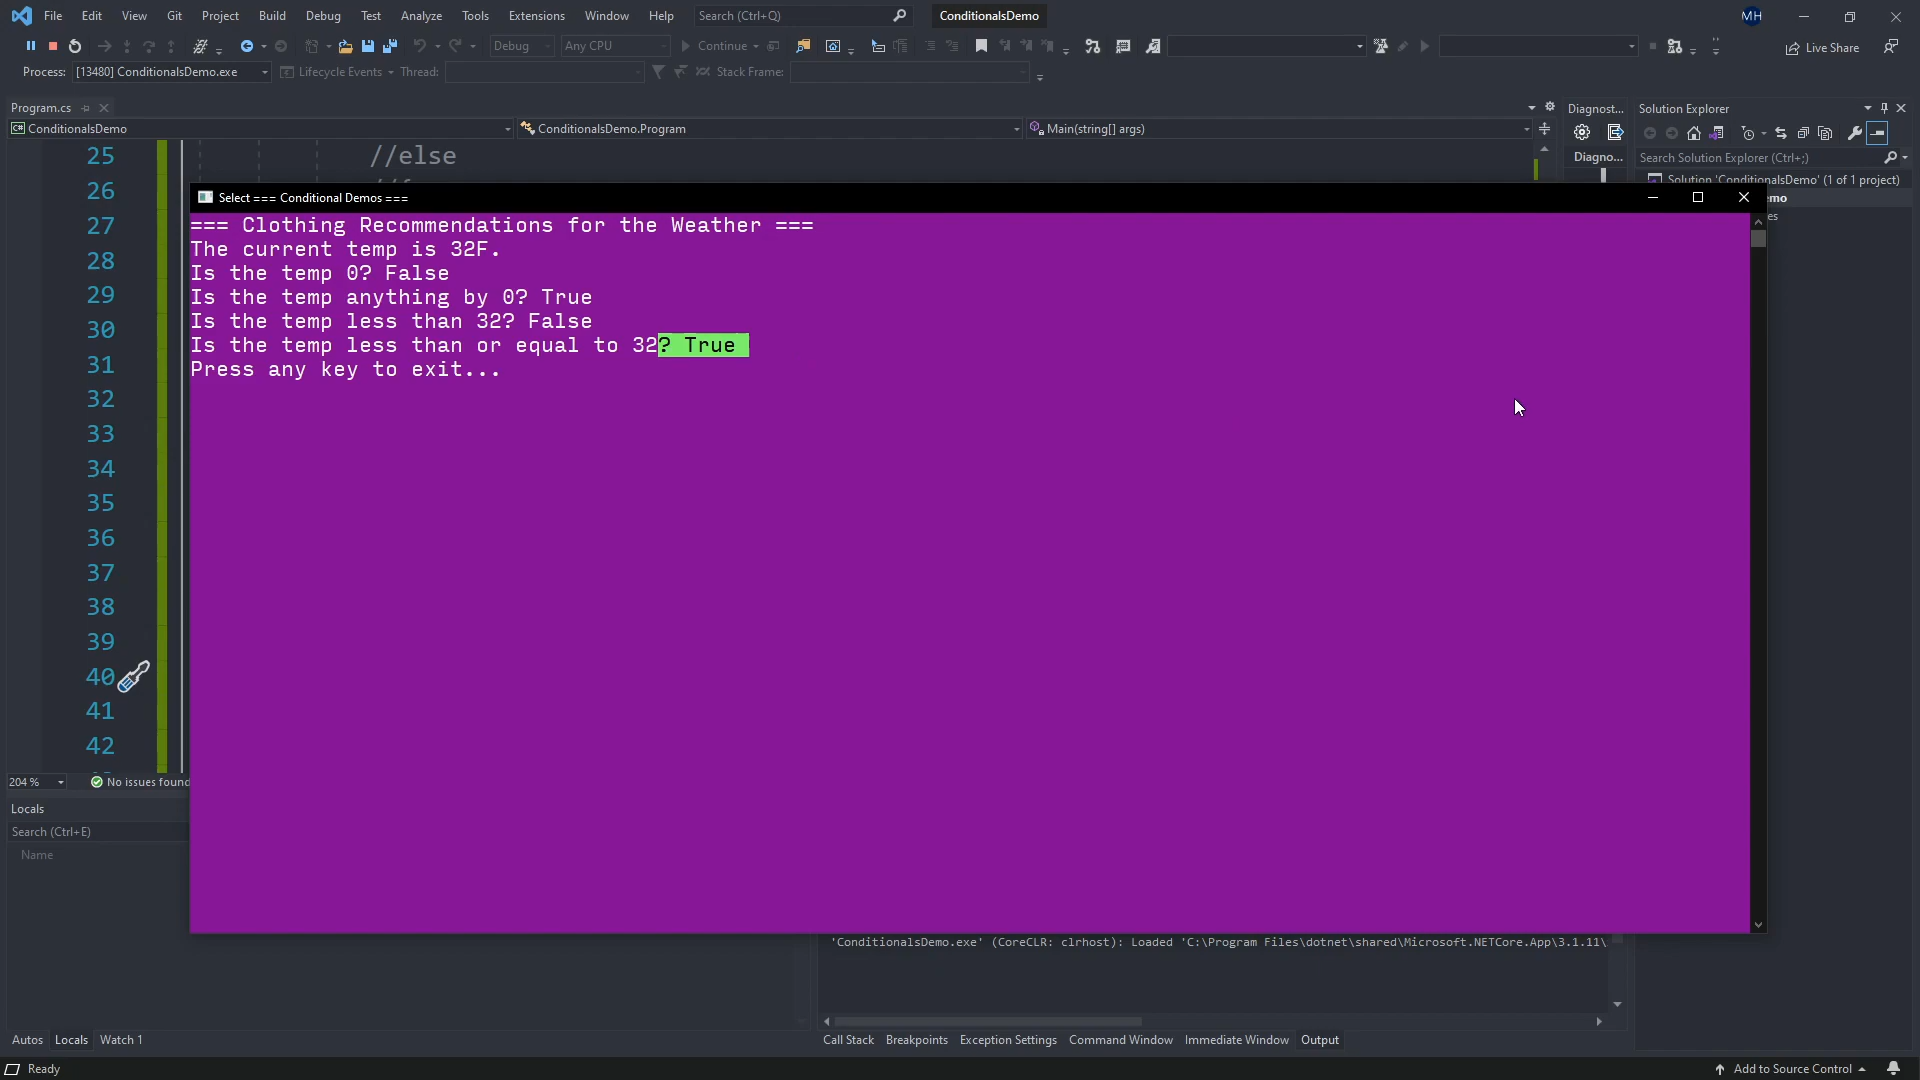 File Edit View Git Project Build Debug Test Analyze Tools Extensions Window Help Search (Ctrl+Q) ConditionalsDemo MH
Debug Any CPU Continue Live Share
Process: [13480] ConditionalsDemo.exe Lifecycle Events Thread: Stack Frame:
Program.cs Diagnost... Solution Explorer
ConditionalsDemo ConditionalsDemo.Program Main(string[] args)
Diagno... Search Solution Explorer (Ctrl+;)
Solution 'ConditionalsDemo' (1 of 1 project)
25 //else
26
27
28
29
30
31
32
33
34
35
36
37
38
39
40
41
42
Select === Conditional Demos ===
=== Clothing Recommendations for the Weather ===
The current temp is 32F.
Is the temp 0? False
Is the temp anything by 0? True
Is the temp less than 32? False
Is the temp less than or equal to 32? True
Press any key to exit...
204 % No issues found
Locals
Search (Ctrl+E)
Name
'ConditionalsDemo.exe' (CoreCLR: clrhost): Loaded 'C:\Program Files\dotnet\shared\Microsoft.NETCore.App\3.1.11\
Autos Locals Watch 1 Call Stack Breakpoints Exception Settings Command Window Immediate Window Output
Ready Add to Source Control